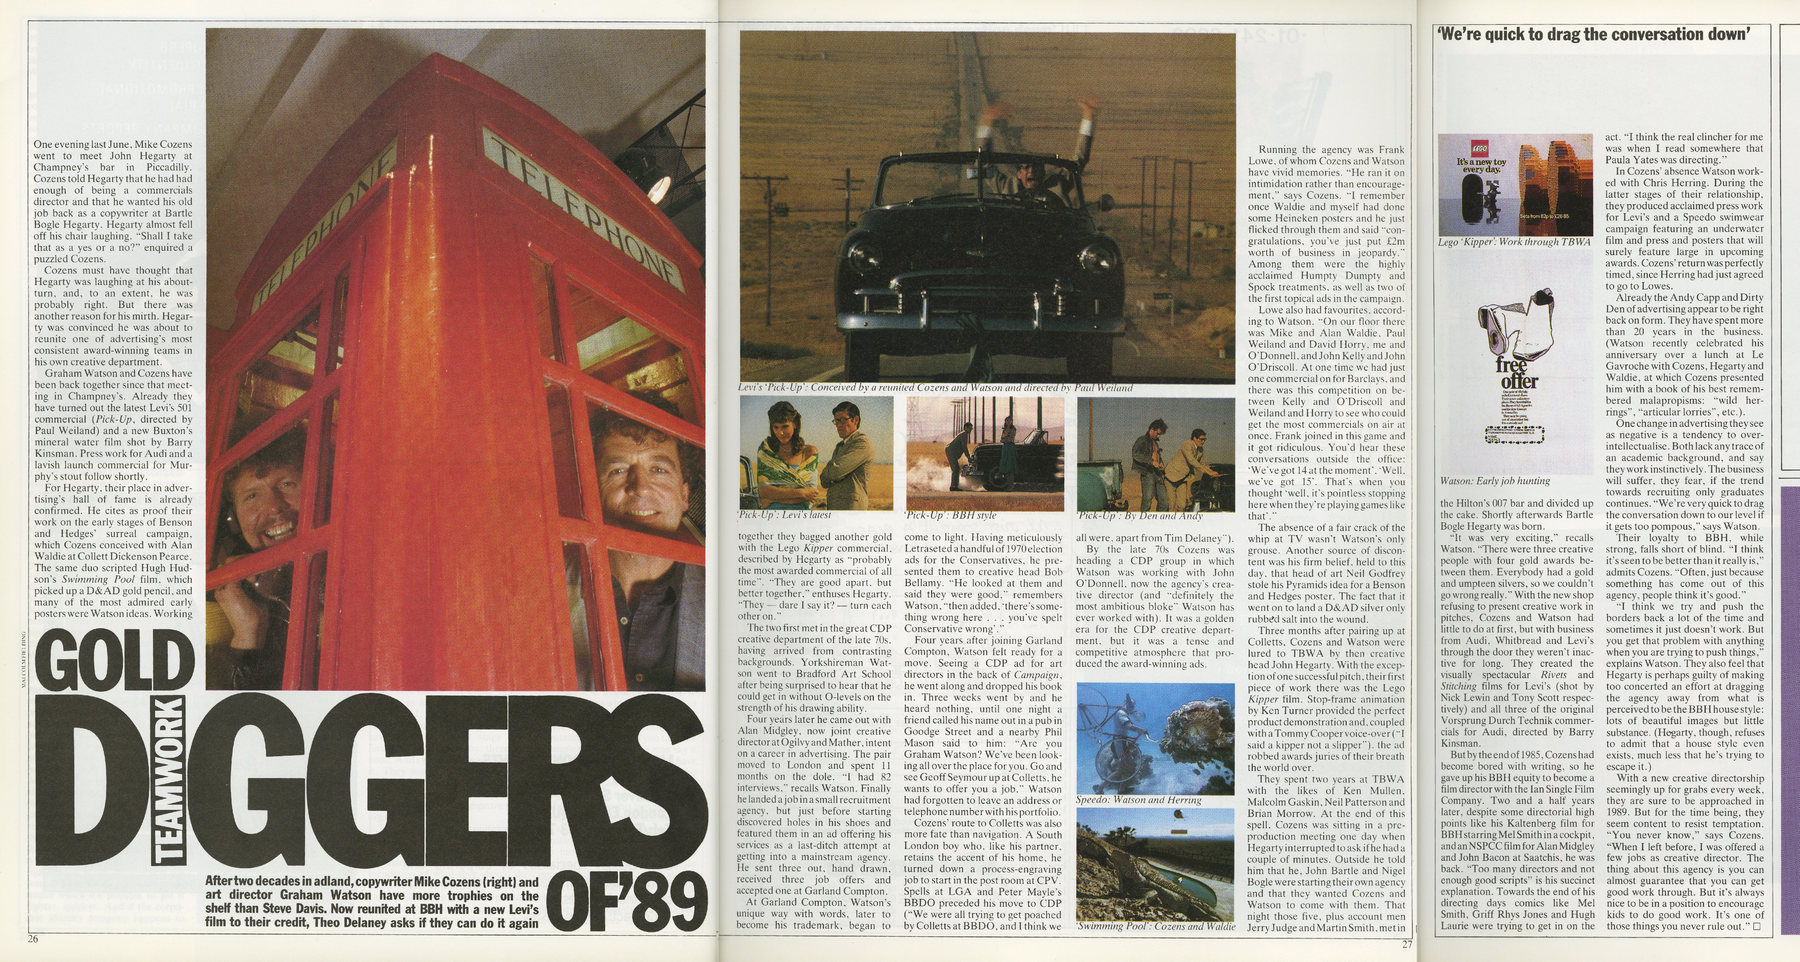 One evening last June, Mike Cozens
went to meet John Hegarty at
Champney's bar in Piccadilly.
Cozens told Hegarty that he had had
enough of being a commercials
director and that he wanted his old
job back as a copywriter at Bartle
Bogle Hegarty. Hegarty almost fell
off his chair laughing. "Shall I take
that as a yes or a no?" enquired a
puzzled Cozens.
Cozens must have thought that
Hegarty was laughing at his about-
turn, and, to an extent, he was
probably right. But there was
another reason for his mirth. Hegar-
ty was convinced he was about to
reunite one of advertising's most
consistent award-winning teams in
his own creative department.
Graham Watson and Cozens have
been back together since that meet-
ing in Champney's. Already they
have turned out the latest Levi's 501
commercial (Pick-Up, directed by
Paul Weiland) and a new Buxton's
mineral water film shot by Barry
Kinsman. Press work for Audi and a
lavish launch commercial for Mur-
phy's stout follow shortly.
For Hegarty, their place in adver-
tising's hall of fame is already
confirmed. He cites as proof their
work on the early stages of Benson
and Hedges' surreal campaign,
which Cozens conceived with Alan
Waldie at Collett Dickenson Pearce.
The same duo scripted Hugh Hud-
son's Swimming Pool film, which
picked up a D&AD gold pencil, and
many of the most admired early
posters were Watson ideas. Working
TELEPHONE
TELEPHONE
GOLD
DIGGERS
TEAMWORK
OF '89
After two decades in adland, copywriter Mike Cozens (right) and
art director Graham Watson have more trophies on the
shelf than Steve Davis. Now reunited at BBH with a new Levi's
film to their credit, Theo Delaney asks if they can do it again
26
Levi's 'Pick-Up': Conceived by a reunited Cozens and Watson and directed by Paul Weiland
'Pick-Up': Levi's latest
'Pick-Up': BBH style
'Pick-Up': By Den and Andy
together they bagged another gold
with the Lego Kipper commercial,
described by Hegarty as "probably
the most awarded commercial of all
time". "They are good apart, but
better together," enthuses Hegarty.
"They — dare I say it? — turn each
other on."
The two first met in the great CDP
creative department of the late 70s,
having arrived from contrasting
backgrounds. Yorkshireman Wat-
son went to Bradford Art School
after being surprised to hear that he
could get in without O-levels on the
strength of his drawing ability.
Four years later he came out with
Alan Midgley, now joint creative
director at Ogilvy and Mather, intent
on a career in advertising. The pair
moved to London and spent 11
months on the dole. "I had 82
interviews," recalls Watson. Finally
he landed a job in a small recruitment
agency, but just before starting
discovered holes in his shoes and
featured them in an ad offering his
services as a last-ditch attempt at
getting into a mainstream agency.
He sent three out, hand drawn,
received three job offers and
accepted one at Garland Compton.
At Garland Compton, Watson's
unique way with words, later to
become his trademark, began to
come to light. Having meticulously
Letraseted a handful of 1970 election
ads for the Conservatives, he pre-
sented them to creative head Bob
Bellamy. "He looked at them and
said they were good," remembers
Watson, "then added, 'there's some-
thing wrong here . . . you've spelt
Conservative wrong'."
Four years after joining Garland
Compton, Watson felt ready for a
move. Seeing a CDP ad for art
directors in the back of Campaign,
he went along and dropped his book
in. Three weeks went by and he
heard nothing, until one night a
friend called his name out in a pub in
Goodge Street and a nearby Phil
Mason said to him: "Are you
Graham Watson? We've been look-
ing all over the place for you. Go and
see Geoff Seymour up at Colletts, he
wants to offer you a job." Watson
had forgotten to leave an address or
telephone number with his portfolio.
Cozens' route to Colletts was also
more fate than navigation. A South
London boy who, like his partner,
retains the accent of his home, he
turned down a process-engraving
job to start in the post room at CPV.
Spells at LGA and Peter Mayle's
BBDO preceded his move to CDP
("We were all trying to get poached
by Colletts at BBDO, and I think we
all were, apart from Tim Delaney").
By the late 70s Cozens was
heading a CDP group in which
Watson was working with John
O'Donnell, now the agency's crea-
tive director (and "definitely the
most ambitious bloke" Watson has
ever worked with). It was a golden
era for the CDP creative depart-
ment, but it was a tense and
competitive atmosphere that pro-
duced the award-winning ads.
Speedo: Watson and Herring
'Swimming Pool': Cozens and Waldie
Running the agency was Frank
Lowe, of whom Cozens and Watson
have vivid memories. "He ran it on
intimidation rather than encourage-
ment," says Cozens. "I remember
once Waldie and myself had done
some Heineken posters and he just
flicked through them and said "con-
gratulations, you've just put £2m
worth of business in jeopardy."
Among them were the highly
acclaimed Humpty Dumpty and
Spock treatments, as well as two of
the first topical ads in the campaign.
Lowe also had favourites, accord-
ing to Watson. "On our floor there
was Mike and Alan Waldie, Paul
Weiland and David Horry, me and
O'Donnell, and John Kelly and John
O'Driscoll. At one time we had just
one commercial on for Barclays, and
there was this competition on be-
tween Kelly and O'Driscoll and
Weiland and Horry to see who could
get the most commercials on air at
once. Frank joined in this game and
it got ridiculous. You'd hear these
conversations outside the office:
'We've got 14 at the moment'. 'Well,
we've got 15'. That's when you
thought 'well, it's pointless stopping
here when they're playing games like
that'."
The absence of a fair crack of the
whip at TV wasn't Watson's only
grouse. Another source of discon-
tent was his firm belief, held to this
day, that head of art Neil Godfrey
stole his Pyramids idea for a Benson
and Hedges poster. The fact that it
went on to land a D&AD silver only
rubbed salt into the wound.
Three months after pairing up at
Colletts, Cozens and Watson were
lured to TBWA by then creative
head John Hegarty. With the excep-
tion of one successful pitch, their first
piece of work there was the Lego
Kipper film. Stop-frame animation
by Ken Turner provided the perfect
product demonstration and, coupled
with a Tommy Cooper voice-over ("I
said a kipper not a slipper"). the ad
robbed awards juries of their breath
the world over.
They spent two years at TBWA
with the likes of Ken Mullen,
Malcolm Gaskin, Neil Patterson and
Brian Morrow. At the end of this
spell, Cozens was sitting in a pre-
production meeting one day when
Hegarty interrupted to ask if he had a
couple of minutes. Outside he told
him that he, John Bartle and Nigel
Bogle were starting their own agency
and that they wanted Cozens and
Watson to come with them. That
night those five, plus account men
Jerry Judge and Martin Smith, met in
27
'We're quick to drag the conversation down'
LEGO
It's a new toy
every day.
Lego 'Kipper': Work through TBWA
free
offer
Watson: Early job hunting
the Hilton's 007 bar and divided up
the cake. Shortly afterwards Bartle
Bogle Hegarty was born.
"It was very exciting," recalls
Watson. "There were three creative
people with four gold awards be-
tween them. Everybody had a gold
and umpteen silvers, so we couldn't
go wrong really." With the new shop
refusing to present creative work in
pitches, Cozens and Watson had
little to do at first, but with business
from Audi, Whitbread and Levi's
through the door they weren't inac-
tive for long. They created the
visually spectacular Rivets and
Stitching films for Levi's (shot by
Nick Lewin and Tony Scott respec-
tively) and all three of the original
Vorsprung Durch Technik commer-
cials for Audi, directed by Barry
Kinsman.
But by the end of 1985, Cozens had
become bored with writing, so he
gave up his BBH equity to become a
film director with the Ian Single Film
Company. Two and a half years
later, despite some directorial high
points like his Kaltenberg film for
BBH starring Mel Smith in a cockpit,
and an NSPCC film for Alan Midgley
and John Bacon at Saatchis, he was
back. "Too many directors and not
enough good scripts" is his succinct
explanation. Towards the end of his
directing days comics like Mel
Smith, Griff Rhys Jones and Hugh
Laurie were trying to get in on the
act. "I think the real clincher for me
was when I read somewhere that
Paula Yates was directing."
In Cozens' absence Watson work-
ed with Chris Herring. During the
latter stages of their relationship,
they produced acclaimed press work
for Levi's and a Speedo swimwear
campaign featuring an underwater
film and press and posters that will
surely feature large in upcoming
awards. Cozens' return was perfectly
timed, since Herring had just agreed
to go to Lowes.
Already the Andy Capp and Dirty
Den of advertising appear to be right
back on form. They have spent more
than 20 years in the business.
(Watson recently celebrated his
anniversary over a lunch at Le
Gavroche with Cozens, Hegarty and
Waldie, at which Cozens presented
him with a book of his best remem-
bered malapropisms: "wild her-
rings", "articular lorries", etc.).
One change in advertising they see
as negative is a tendency to over-
intellectualise. Both lack any trace of
an academic background, and say
they work instinctively. The business
will suffer, they fear, if the trend
towards recruiting only graduates
continues. "We're very quick to drag
the conversation down to our level if
it gets too pompous," says Watson.
Their loyalty to BBH, while
strong, falls short of blind. "I think
it's seen to be better than it really is,"
admits Cozens. "Often, just because
something has come out of this
agency, people think it's good."
"I think we try and push the
borders back a lot of the time and
sometimes it just doesn't work. But
you get that problem with anything
when you are trying to push things,"
explains Watson. They also feel that
Hegarty is perhaps guilty of making
too concerted an effort at dragging
the agency away from what is
perceived to be the BBH house style:
lots of beautiful images but little
substance. (Hegarty, though, refuses
to admit that a house style even
exists, much less that he's trying to
escape it.)
With a new creative directorship
seemingly up for grabs every week,
they are sure to be approached in
1989. But for the time being, they
seem content to resist temptation.
"You never know," says Cozens.
"When I left before, I was offered a
few jobs as creative director. The
thing about this agency is you can
almost guarantee that you can get
good work through. But it's always
nice to be in a position to encourage
kids to do good work. It's one of
those things you never rule out." □